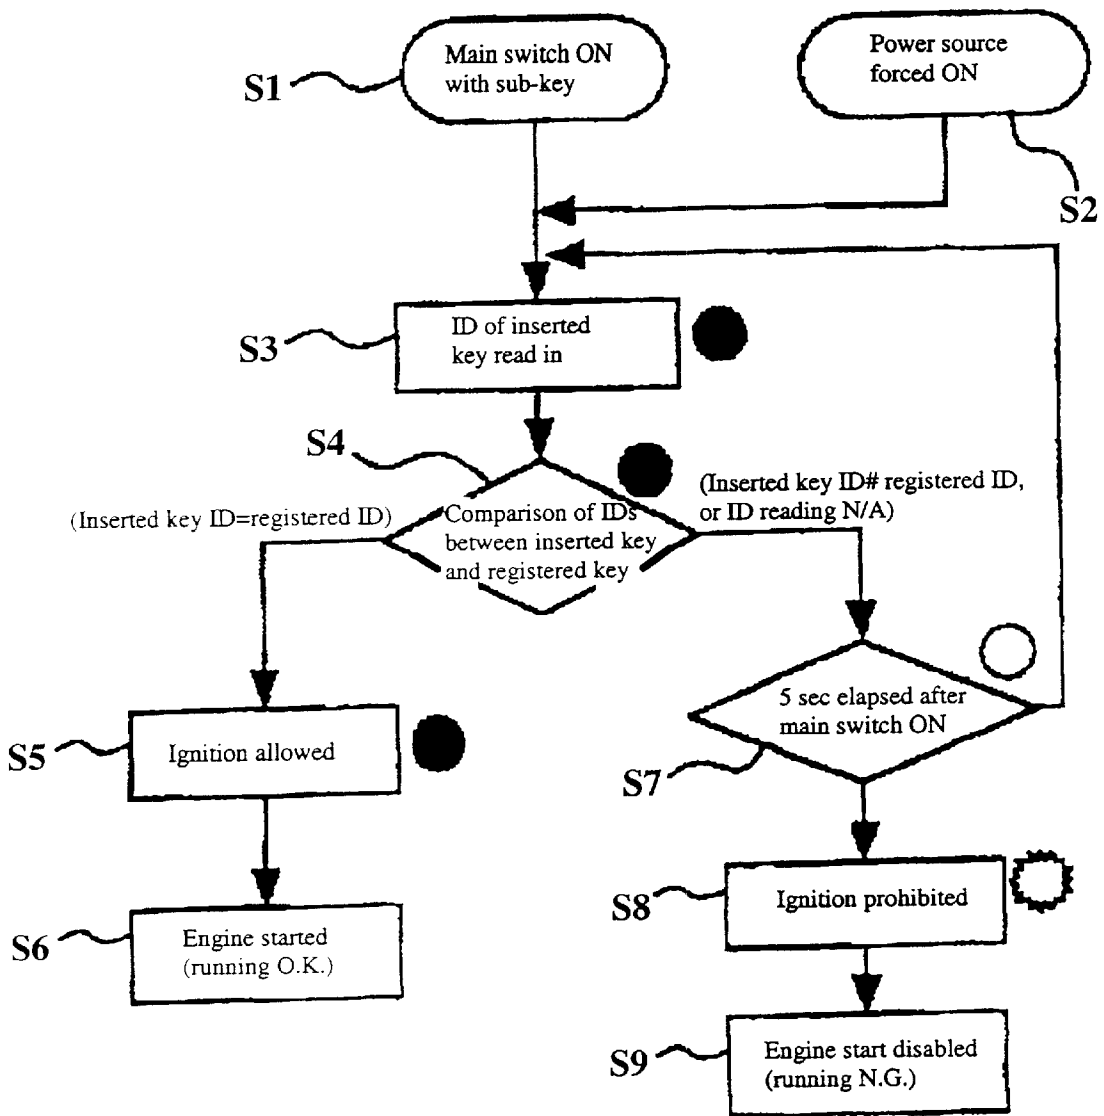 Main switch ON
with sub-key
S1
Power source
forced ON
S2
ID of inserted
key read in
S3
S4
(Inserted key ID=registered ID)
Comparison of IDs
between inserted key
and registered key
(Inserted key ID# registered ID,
or ID reading N/A)
S5
Ignition allowed
5 sec elapsed after
main switch ON
S7
S6
Engine started
(running O.K.)
S8
Ignition prohibited
S9
Engine start disabled
(running N.G.)